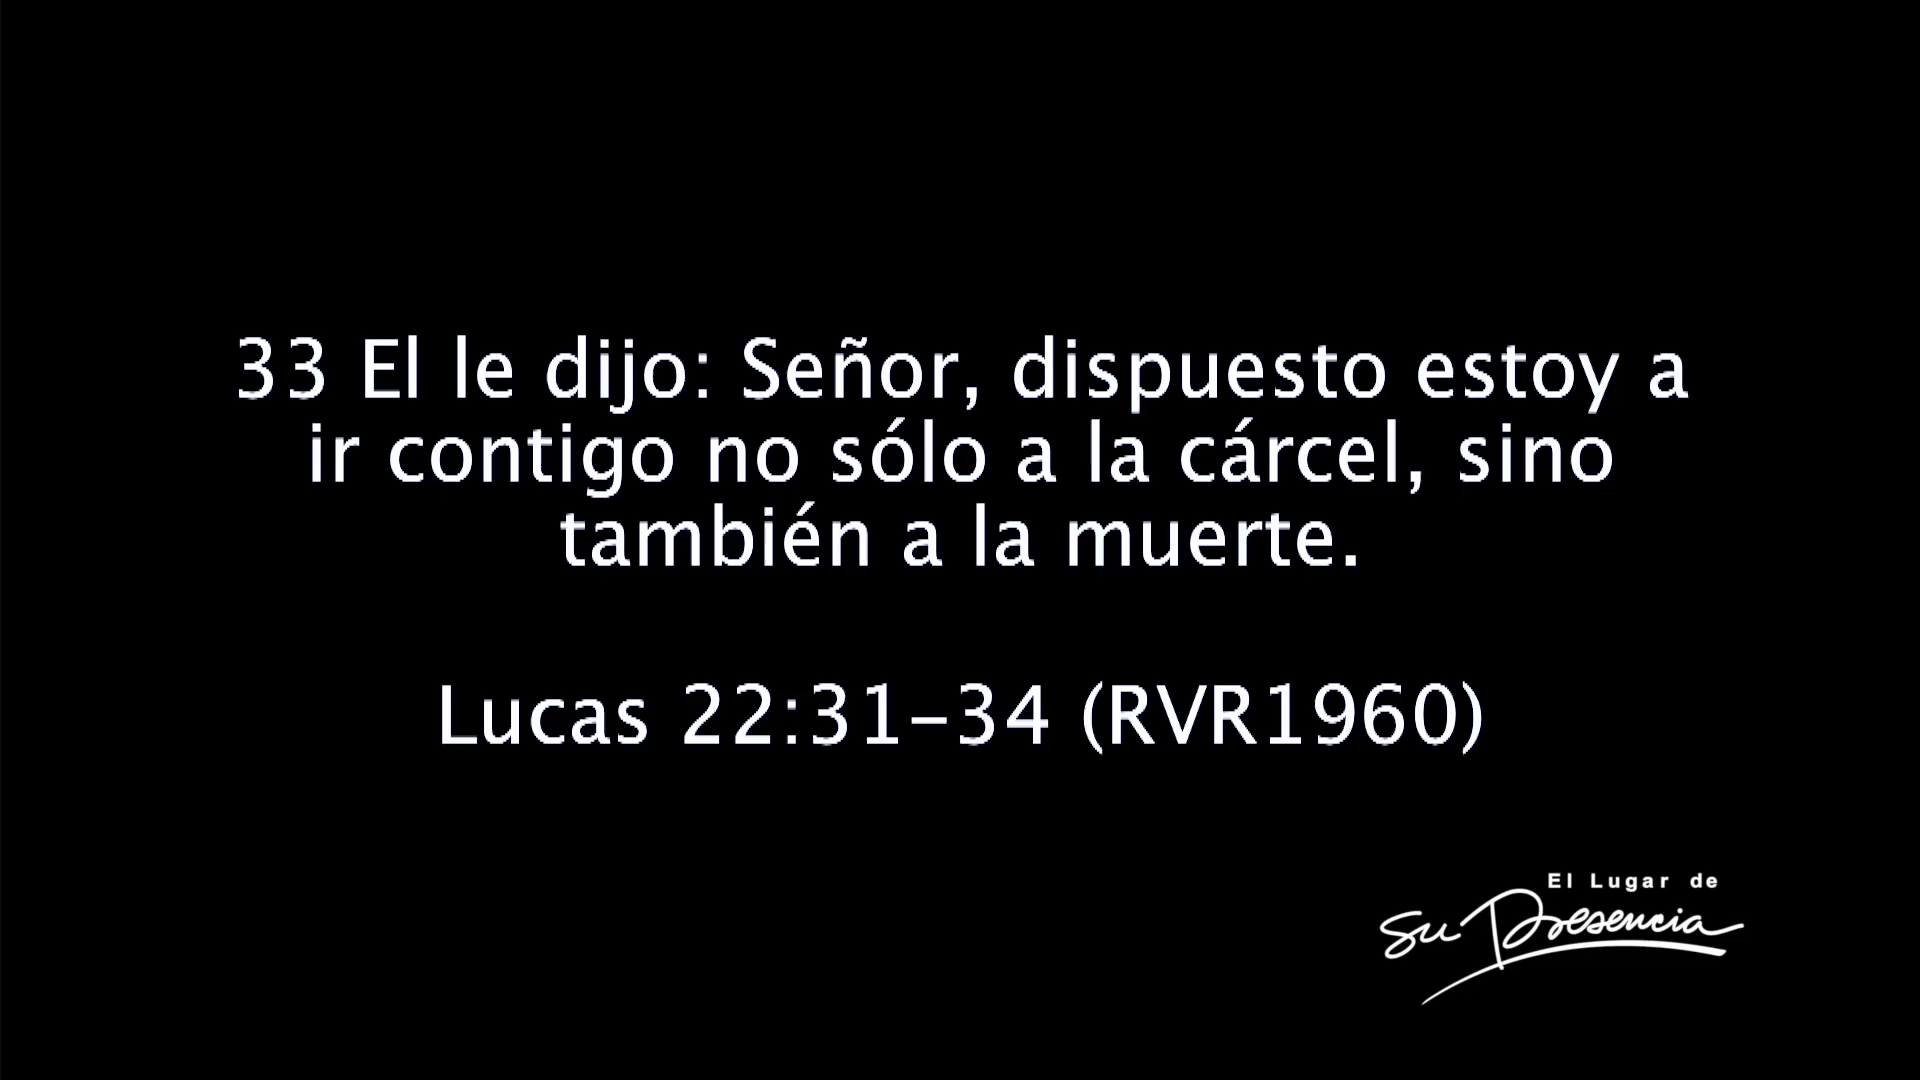 33 El le dijo: Señor, dispuesto estoy a
ir contigo no sólo a la cárcel, sino
también a la muerte.
Lucas 22:31-34 (RVR1960)
El Lugar de
Su Presencia